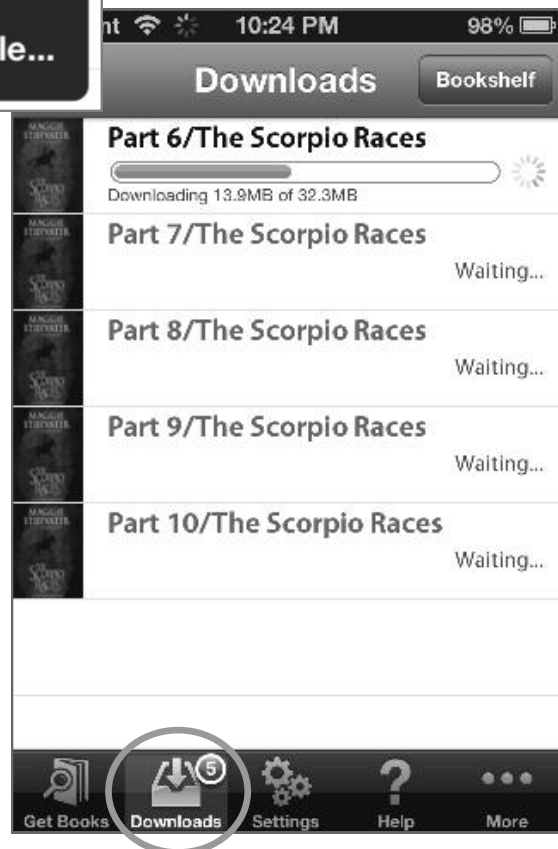 le...
nt 10:24 PM 98%
Downloads Bookshelf
Part 6/The Scorpio Races
Downloading 13.9MB of 32.3MB
Part 7/The Scorpio Races
Waiting...
Part 8/The Scorpio Races
Waiting...
Part 9/The Scorpio Races
Waiting...
Part 10/The Scorpio Races
Waiting...
5
Get Books Downloads Settings Help More